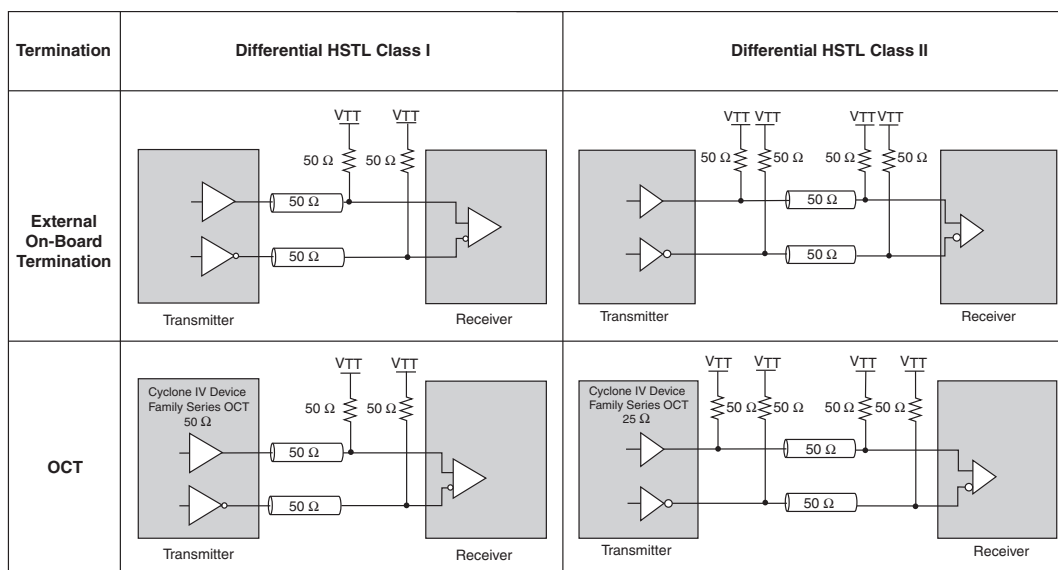 Termination
Differential HSTL Class I
Differential HSTL Class II
External
On-Board
Termination
VTT VTT
50 Ω 50 Ω
50 Ω
50 Ω
Transmitter
Receiver
VTT VTT VTT VTT
50 Ω 50 Ω 50 Ω 50 Ω
50 Ω
50 Ω
Transmitter
Receiver
OCT
VTT VTT
Cyclone IV Device
Family Series OCT
50 Ω
50 Ω 50 Ω
50 Ω
50 Ω
Transmitter
Receiver
VTT VTT VTT VTT
Cyclone IV Device
Family Series OCT
25 Ω
50 Ω 50 Ω 50 Ω 50 Ω
50 Ω
50 Ω
Transmitter
Receiver